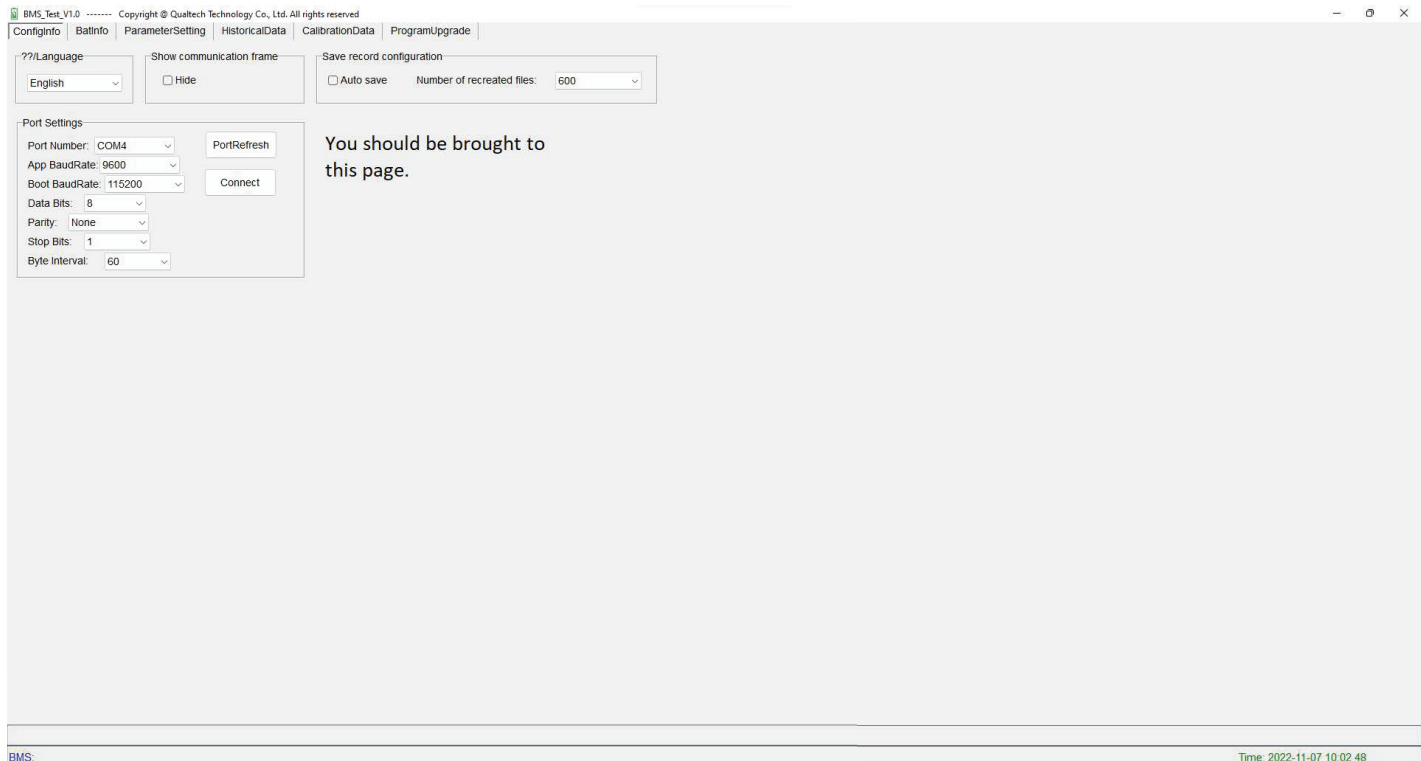 BMS_Test_V1.0 ------- Copyright @ Qualtech Technology Co., Ltd. All rights reserved
ConfigInfo BatInfo ParameterSetting HistoricalData CalibrationData ProgramUpgrade
??/Language Show communication frame Save record configuration
English Hide Auto save Number of recreated files: 600
Port Settings
Port Number: COM4 PortRefresh
App BaudRate: 9600
Boot BaudRate: 115200 Connect
Data Bits: 8
Parity: None
Stop Bits: 1
Byte Interval: 60
You should be brought to
this page.
BMS: Time: 2022-11-07 10:02:48